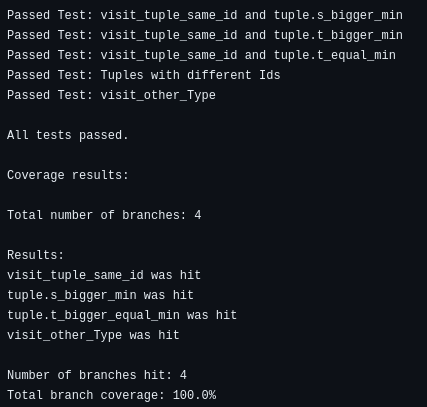 Passed Test: visit_tuple_same_id and tuple.s_bigger_min
Passed Test: visit_tuple_same_id and tuple.t_bigger_min
Passed Test: visit_tuple_same_id and tuple.t_equal_min
Passed Test: Tuples with different Ids
Passed Test: visit_other_Type
All tests passed.
Coverage results:
Total number of branches: 4
Results:
visit_tuple_same_id was hit
tuple.s_bigger_min was hit
tuple.t_bigger_equal_min was hit
visit_other_Type was hit
Number of branches hit: 4
Total branch coverage: 100.0%